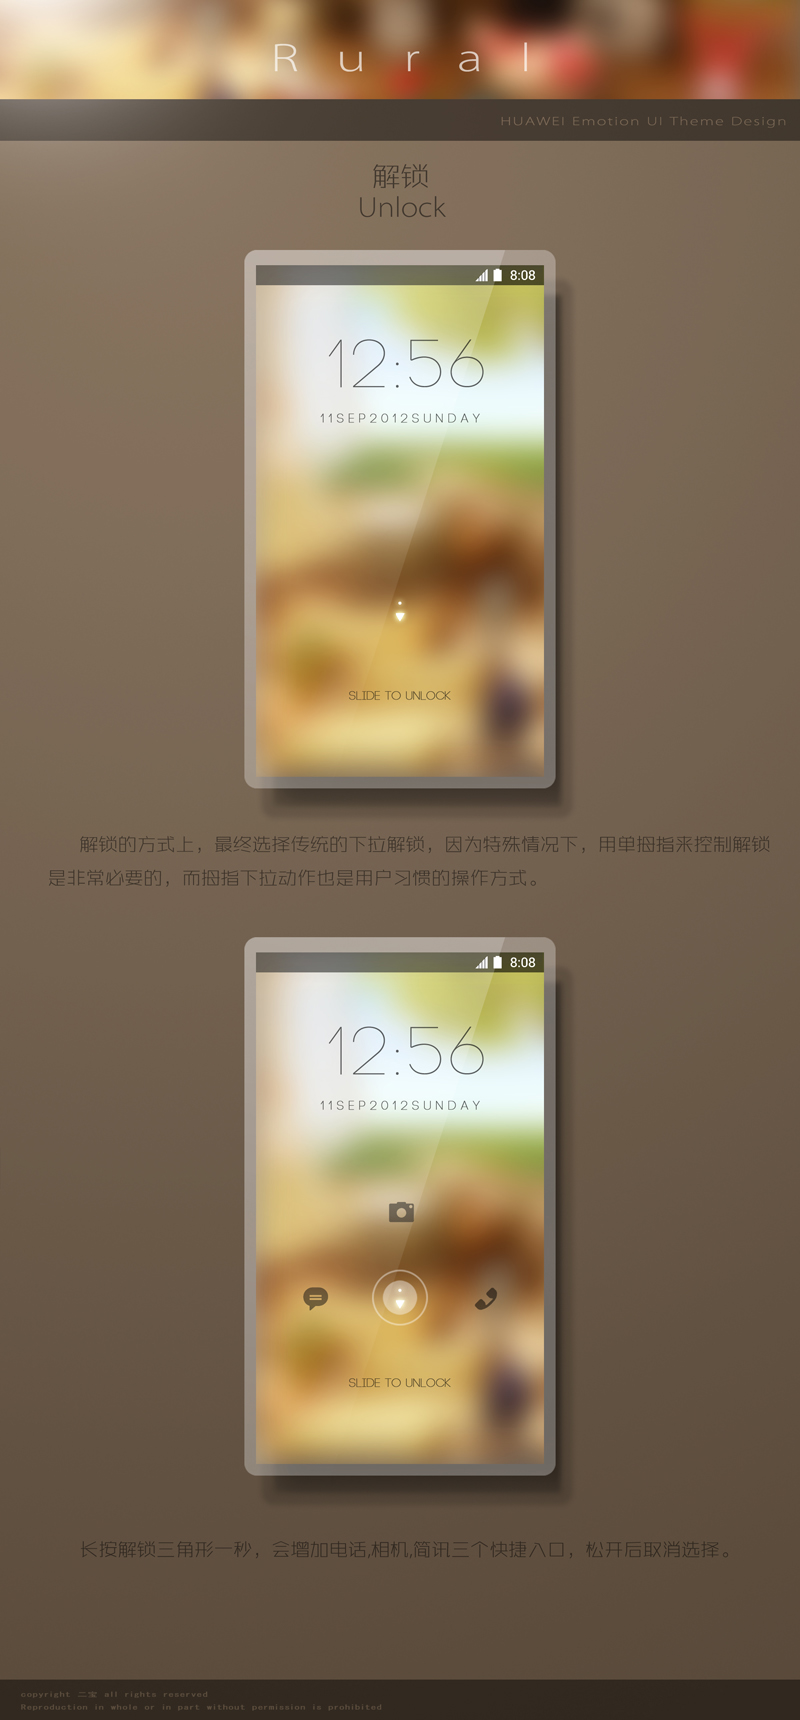 Rural
HUAWEI Emotion UI Theme Design
解锁
Unlock
8:08
12:56
11SEP2012SUNDAY
SLIDE TO UNLOCK
解锁的方式上，最终选择传统的下拉解锁，因为特殊情况下，用单拇指来控制解锁
是非常必要的，而拇指下拉动作也是用户习惯的操作方式。
8:08
12:56
11SEP2012SUNDAY
SLIDE TO UNLOCK
长按解锁三角形一秒，会增加电话,相机,简讯三个快捷入口，松开后取消选择。
copyright 二宝 all rights reserved
Reproduction in whole or in part without permission is prohibited